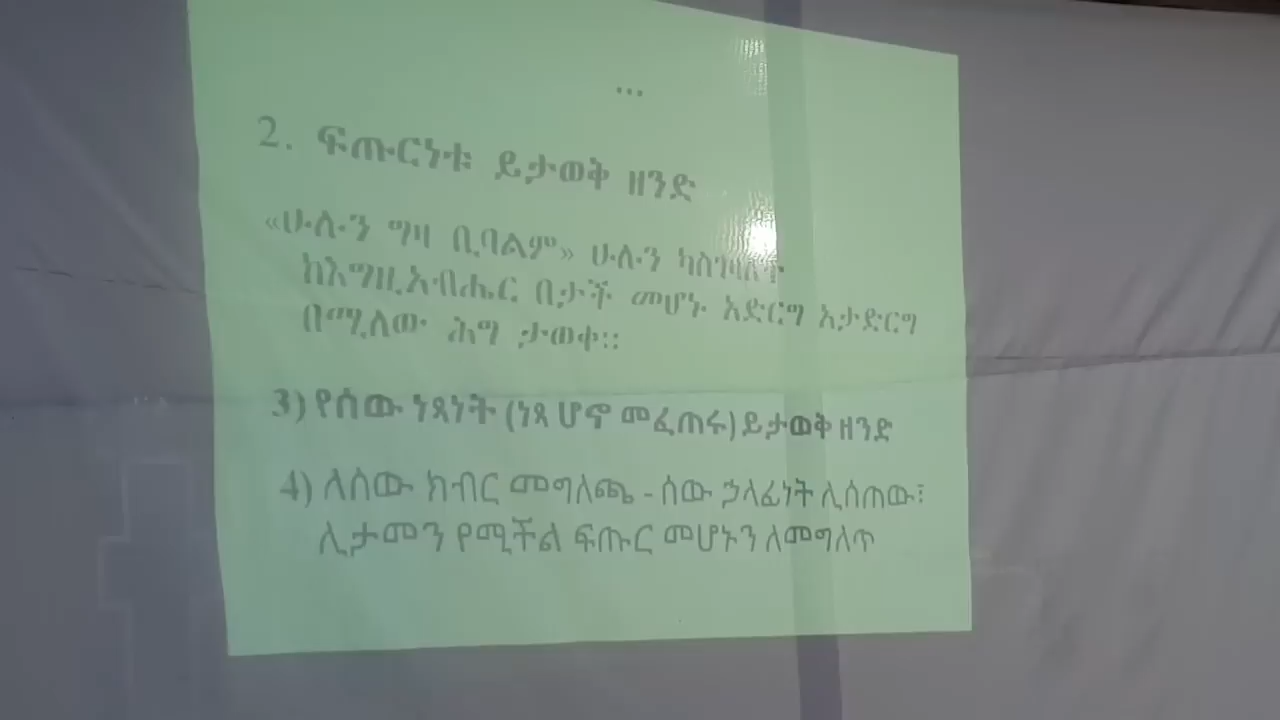 ...
2. ፍጡርነቱ ይታወቅ ዘንድ
«ሁሉን ግዛ ቢባልም» ሁሉን ካስገዛለት
ከእግዚአብሔር በታች መሆኑ አድርግ አታድርግ
በሚለው ሕግ ታወቀ።
3) የሰው ነጻነት (ነጻ ሆኖ መፈጠሩ) ይታወቅ ዘንድ
4) ለሰው ክብር መግለጫ - ሰው ኃላፊነት ሊሰጠው፣
ሊታመን የሚችል ፍጡር መሆኑን ለመግለጥ